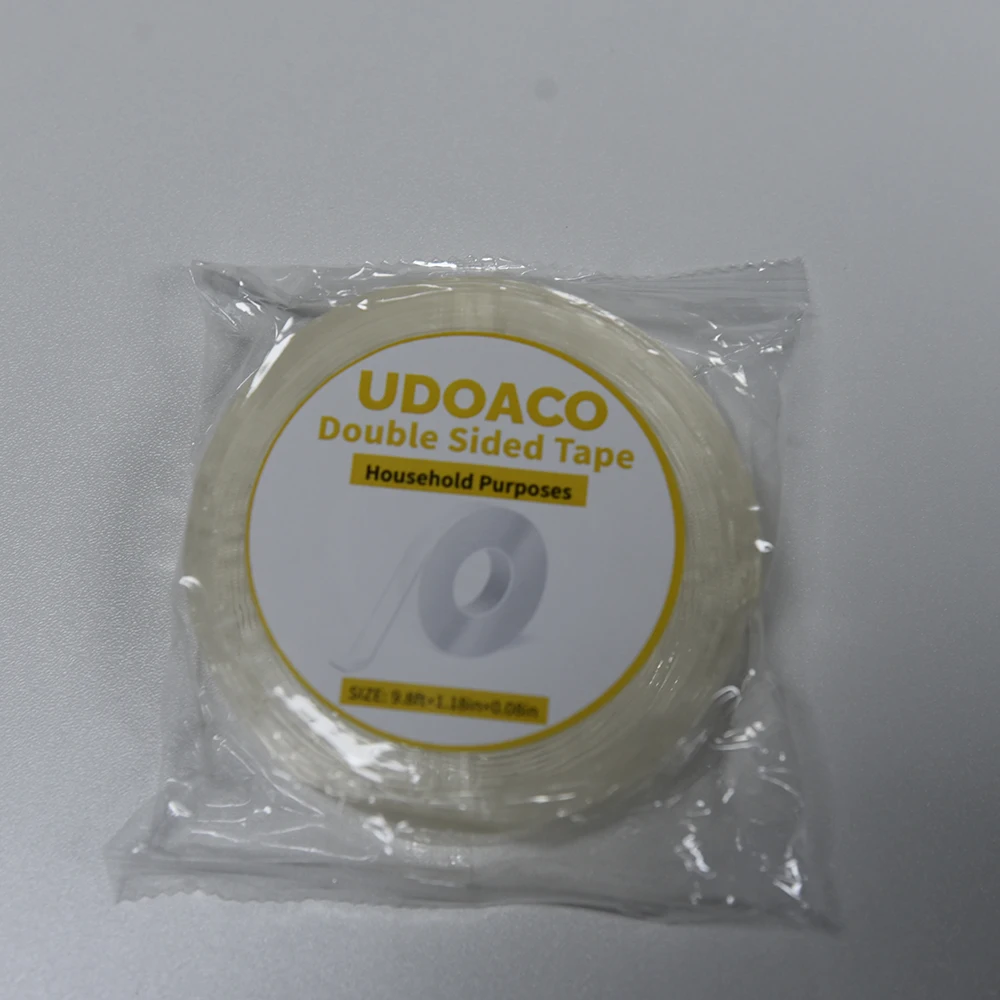 UDOACO
Double Sided Tape
Household Purposes
SIZE: 9.8ft*1.18in*0.08in